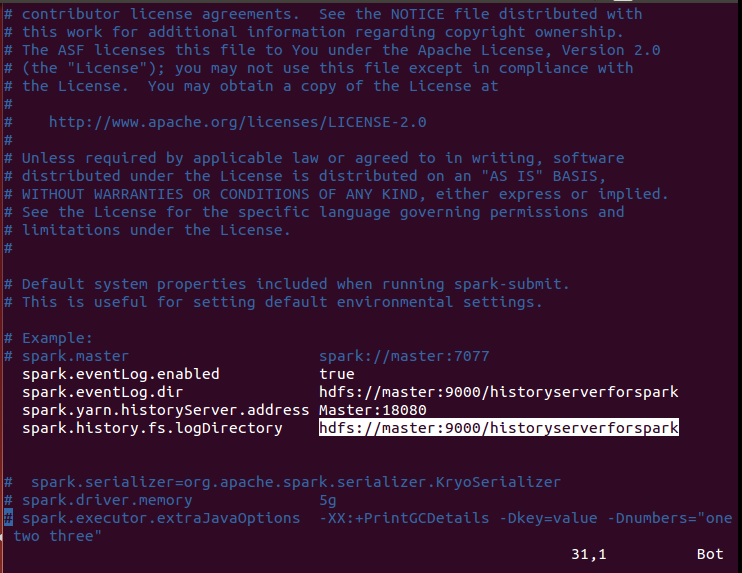 # contributor license agreements.  See the NOTICE file distributed with
# this work for additional information regarding copyright ownership.
# The ASF licenses this file to You under the Apache License, Version 2.0
# (the "License"); you may not use this file except in compliance with
# the License.  You may obtain a copy of the License at
#
#    http://www.apache.org/licenses/LICENSE-2.0
#
# Unless required by applicable law or agreed to in writing, software
# distributed under the License is distributed on an "AS IS" BASIS,
# WITHOUT WARRANTIES OR CONDITIONS OF ANY KIND, either express or implied.
# See the License for the specific language governing permissions and
# limitations under the License.
#
# Default system properties included when running spark-submit.
# This is useful for setting default environmental settings.
# Example:
# spark.master                     spark://master:7077
  spark.eventLog.enabled           true
  spark.eventLog.dir               hdfs://master:9000/historyserverforspark
  spark.yarn.historyServer.address Master:18080
  spark.history.fs.logDirectory    hdfs://master:9000/historyserverforspark
#  spark.serializer=org.apache.spark.serializer.KryoSerializer
# spark.driver.memory              5g
# spark.executor.extraJavaOptions  -XX:+PrintGCDetails -Dkey=value -Dnumbers="one
 two three"
31,1          Bot